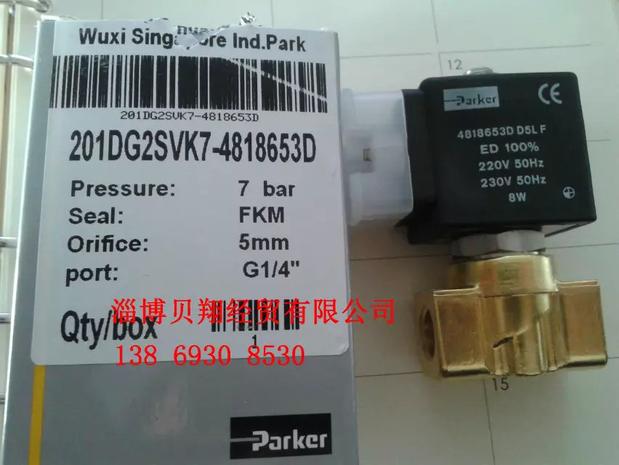 Wuxi Singapore Ind.Park
201DG2SVK7-4818653D
201DG2SVK7-4818653D
Pressure: 7 bar
Seal: FKM
Orifice: 5mm
port: G1/4"
Qty/box
1
Parker
淄博贝翔经贸有限公司
138 6930 8530
12
Parker
CE
4818653D D5L F
ED 100%
220V 50Hz
230V 50Hz
8W
15